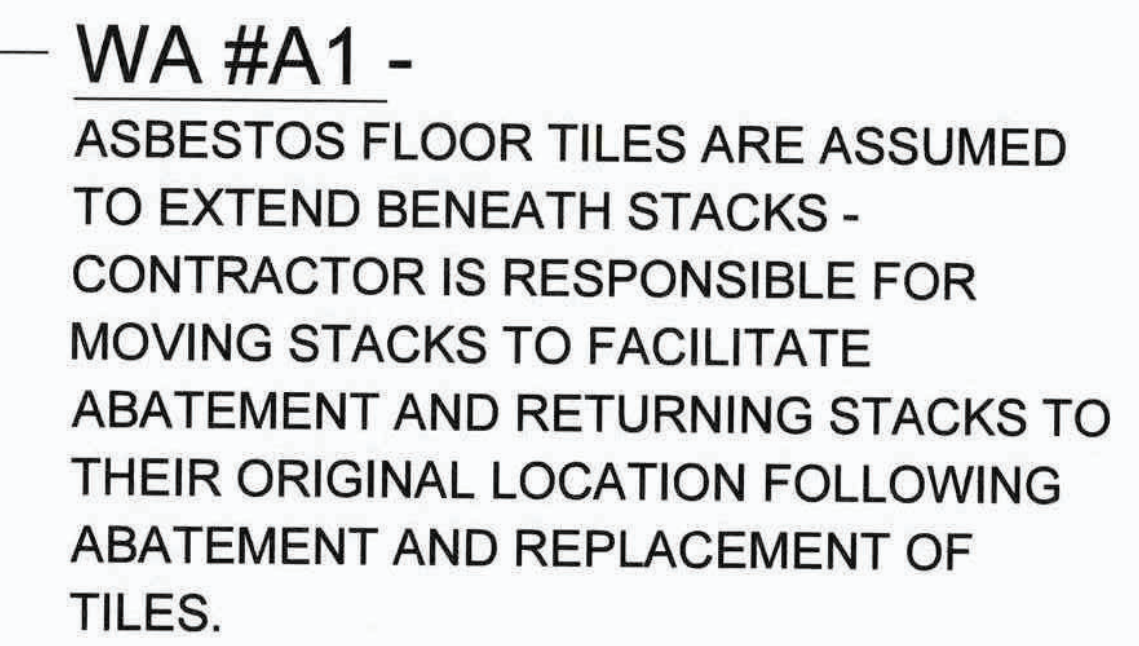 WA #A1 -
ASBESTOS FLOOR TILES ARE ASSUMED
TO EXTEND BENEATH STACKS -
CONTRACTOR IS RESPONSIBLE FOR
MOVING STACKS TO FACILITATE
ABATEMENT AND RETURNING STACKS TO
THEIR ORIGINAL LOCATION FOLLOWING
ABATEMENT AND REPLACEMENT OF
TILES.